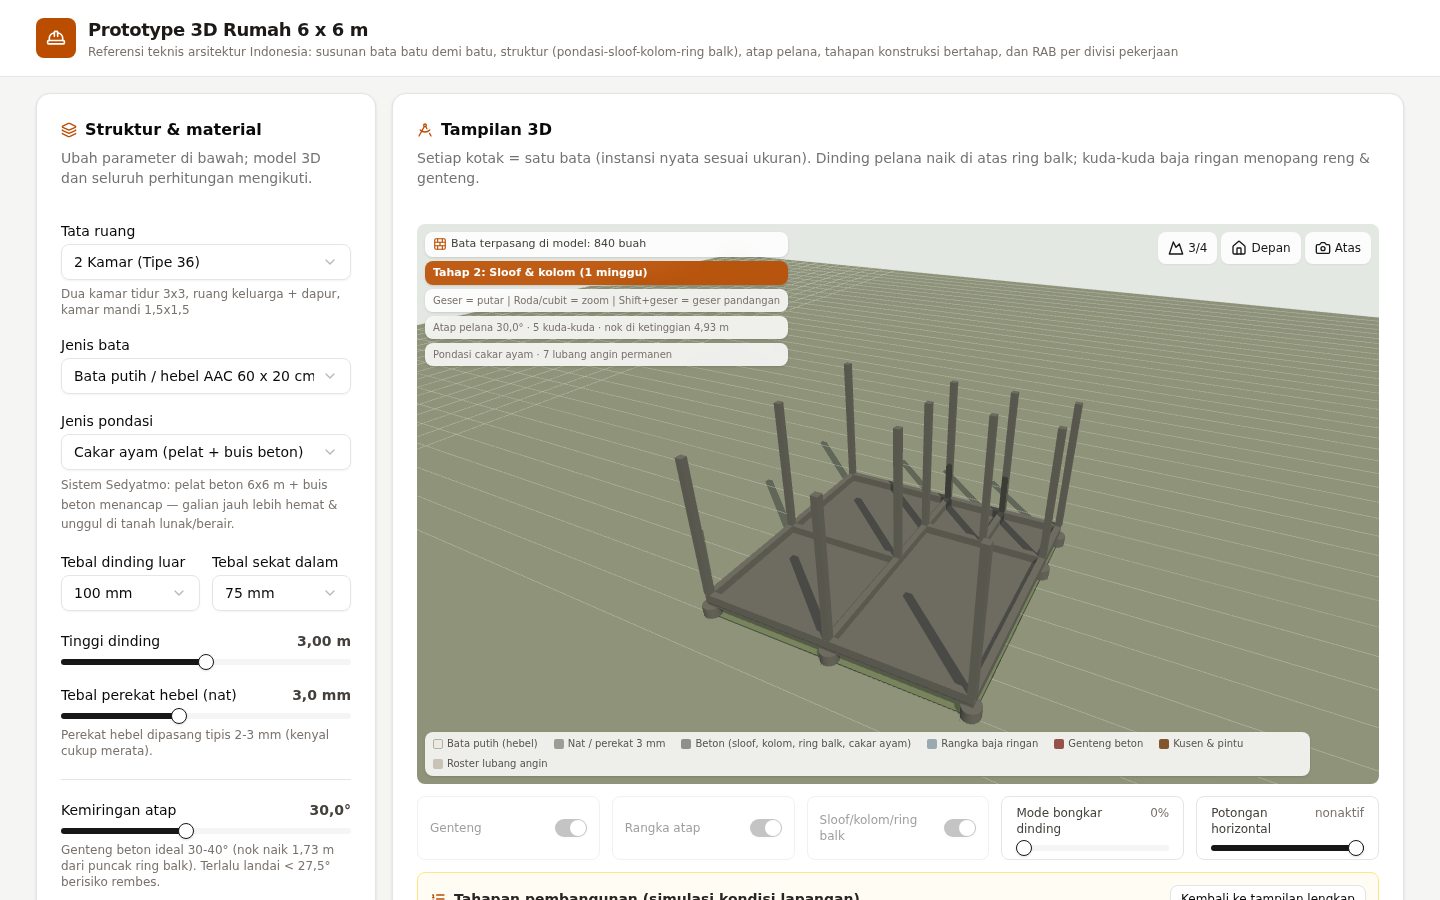 Prototype 3D Rumah 6 x 6 m
Referensi teknis arsitektur Indonesia: susunan bata batu demi batu, struktur (pondasi-sloof-kolom-ring balk), atap pelana, tahapan konstruksi bertahap, dan RAB per divisi pekerjaan
Struktur & material
Ubah parameter di bawah; model 3D
dan seluruh perhitungan mengikuti.
Tata ruang
2 Kamar (Tipe 36)
Dua kamar tidur 3x3, ruang keluarga + dapur,
kamar mandi 1,5x1,5
Jenis bata
Bata putih / hebel AAC 60 x 20 cm
Jenis pondasi
Cakar ayam (pelat + buis beton)
Sistem Sedyatmo: pelat beton 6x6 m + buis
beton menancap — galian jauh lebih hemat &
unggul di tanah lunak/berair.
Tebal dinding luar
Tebal sekat dalam
100 mm
75 mm
Tinggi dinding 3,00 m
Tebal perekat hebel (nat) 3,0 mm
Perekat hebel dipasang tipis 2-3 mm (kenyal
cukup merata).
Kemiringan atap 30,0°
Genteng beton ideal 30-40° (nok naik 1,73 m
dari puncak ring balk). Terlalu landai < 27,5°
berisiko rembes.
Tampilan 3D
Setiap kotak = satu bata (instansi nyata sesuai ukuran). Dinding pelana naik di atas ring balk; kuda-kuda baja ringan menopang reng &
genteng.
Bata terpasang di model: 840 buah
Tahap 2: Sloof & kolom (1 minggu)
Geser = putar | Roda/cubit = zoom | Shift+geser = geser pandangan
Atap pelana 30,0° · 5 kuda-kuda · nok di ketinggian 4,93 m
Pondasi cakar ayam · 7 lubang angin permanen
3/4
Depan
Atas
Bata putih (hebel)
Nat / perekat 3 mm
Beton (sloof, kolom, ring balk, cakar ayam)
Rangka baja ringan
Genteng beton
Kusen & pintu
Roster lubang angin
Genteng
Rangka atap
Sloof/kolom/ring
balk
Mode bongkar
dinding
0%
Potongan
horizontal
nonaktif
Tahapan pembangunan (simulasi kondisi lapangan)
Kembali ke tampilan lengkap